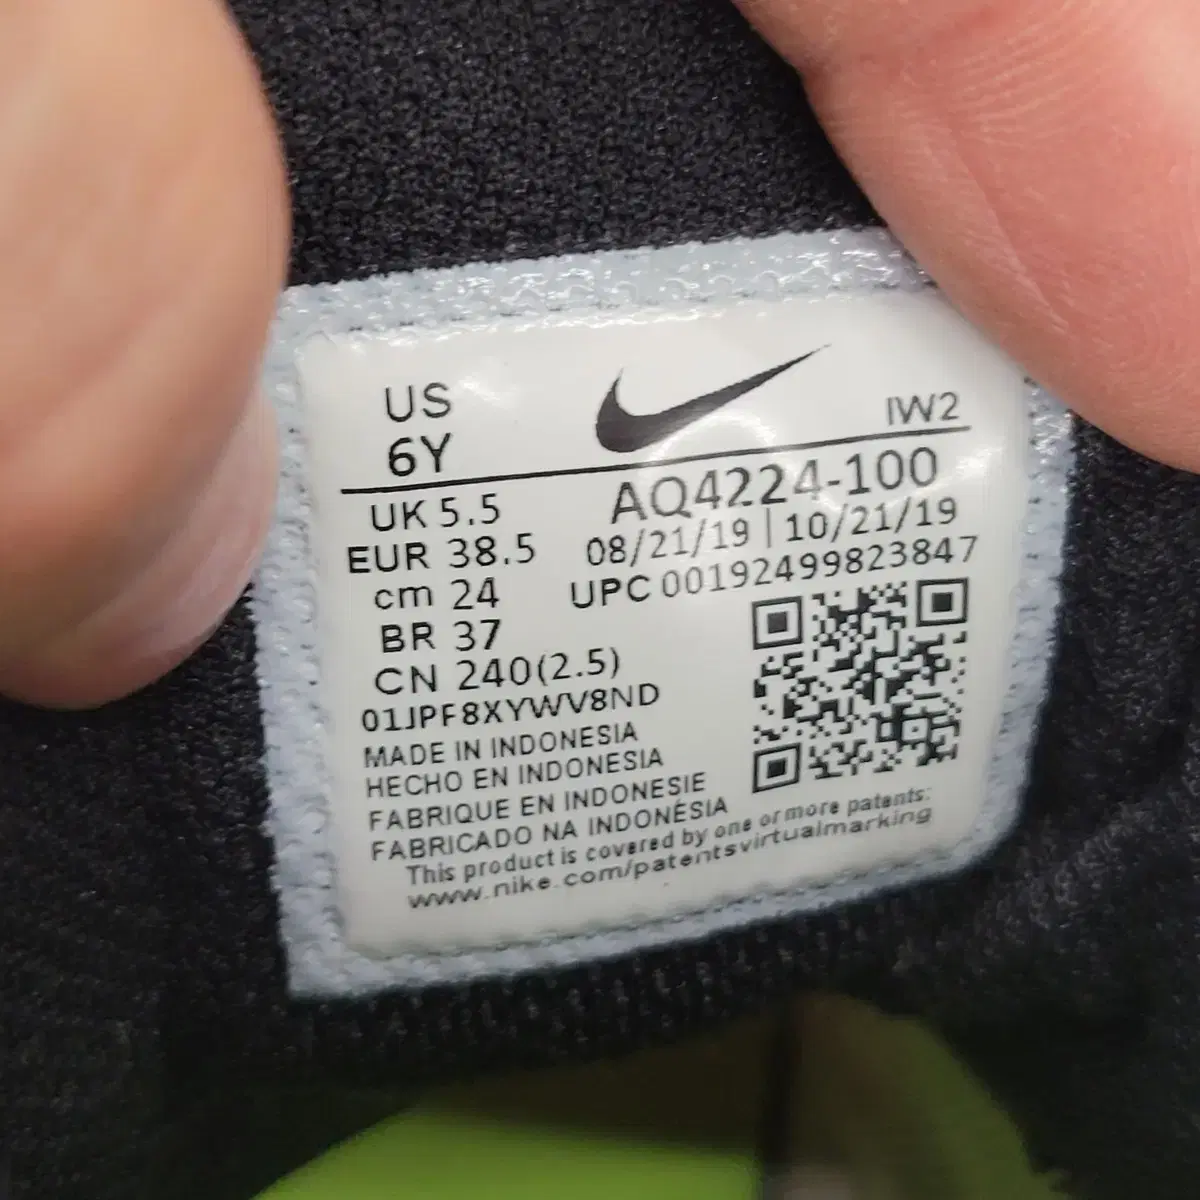 US
6Y
IW2
UK 5.5
EUR 38.5
cm 24
BR 37
CN 240(2.5)
AQ4224-100
08/21/19 | 10/21/19
UPC 00192499823847
01JPF8XYWV8ND
MADE IN INDONESIA
HECHO EN INDONESIA
FABRIQUE EN INDONESIE
FABRICADO NA INDONÉSIA
This product is covered by one or more patents:
www.nike.com/patentsvirtualmarking